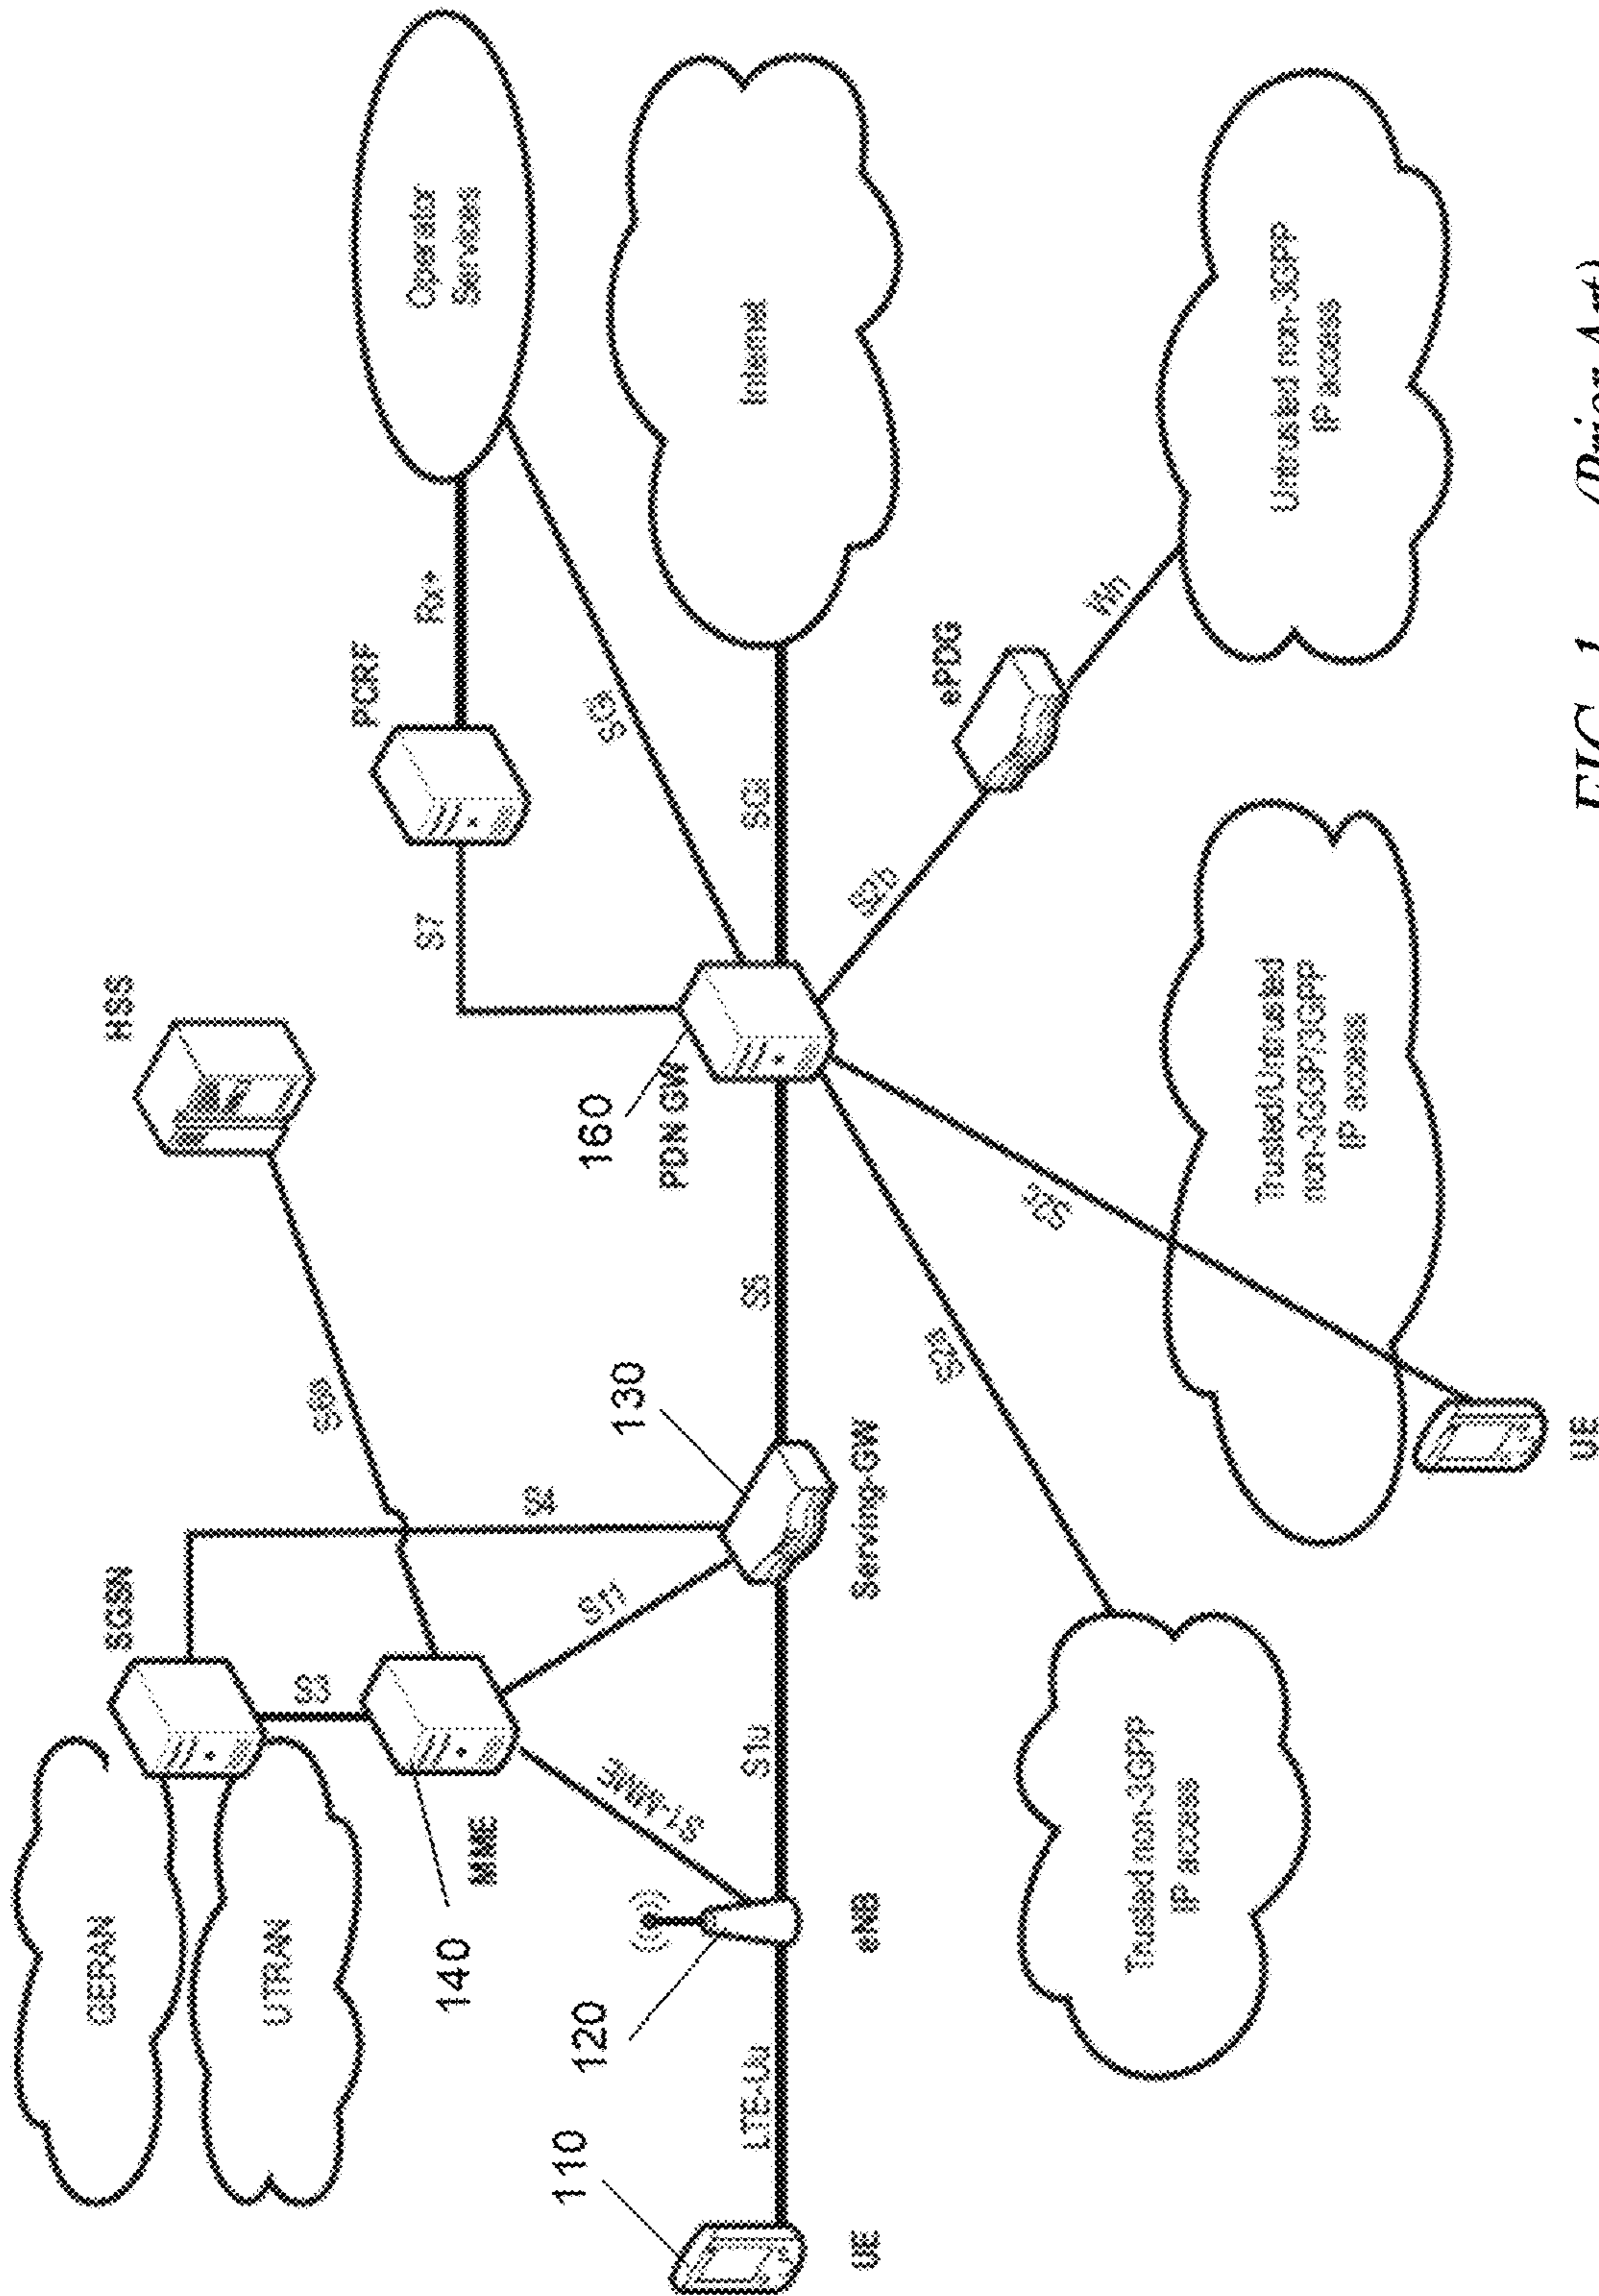 GERAN
UTRAN
SGSN
HSS
S3
S6a
140
MME
S4
S7
PCRF
Rx+
Operator
Services
110
120
S1-MME
S11
130
160
PDN GW
SGi
UE
LTE-Uu
eNB
S1u
Serving-GW
S5
SGi
Internet
S2a
S2c
S2b
ePDG
Wn
Trusted non-3GPP
IP access
Trusted/Untrusted
non-3GPP/3GPP
IP access
Untrusted non-3GPP
IP access
UE
FIG. 1 (Prior Art)